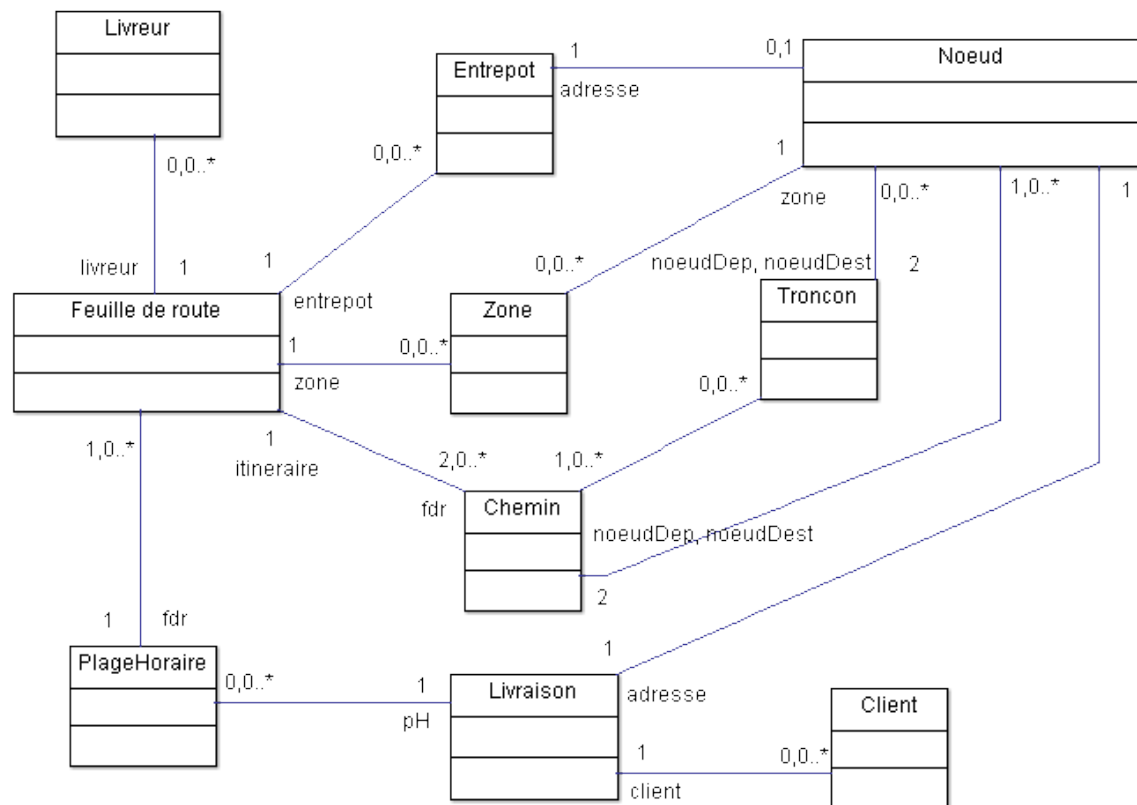 Livreur
Entrepot
1
0,1
Noeud
adresse
0,0..*
0,0..*
1
0,0..*
1,0..*
1
zone
livreur
1
1
0,0..*
noeudDep, noeudDest
2
Feuille de route
entrepot
Zone
Troncon
1
0,0..*
zone
0,0..*
1,0..*
1
itineraire
2,0..*
1,0..*
fdr
Chemin
noeudDep, noeudDest
2
1
fdr
1
PlageHoraire
0,0..*
1
pH
Livraison
adresse
Client
1
0,0..*
client